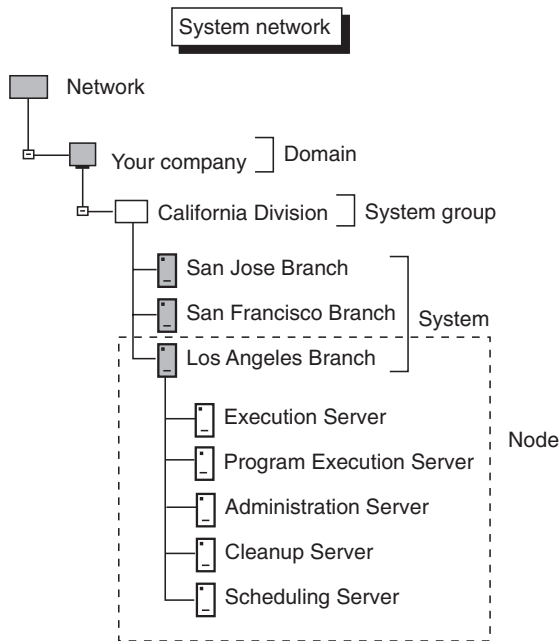 System network
Network
Your company
Domain
California Division
System group
San Jose Branch
San Francisco Branch
System
Los Angeles Branch
Execution Server
Node
Program Execution Server
Administration Server
Cleanup Server
Scheduling Server